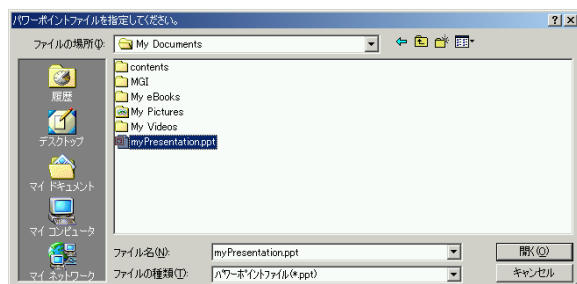 パワーポイントファイルを指定してください。
ファイルの場所(I):
My Documents
履歴
デスクトップ
マイ ドキュメント
マイ コンピュータ
マイ ネットワーク
contents
MGI
My eBooks
My Pictures
My Videos
myPresentation.ppt
ファイル名(N):
myPresentation.ppt
開く(O)
ファイルの種類(T):
パワーポイントファイル(*.ppt)
キャンセル